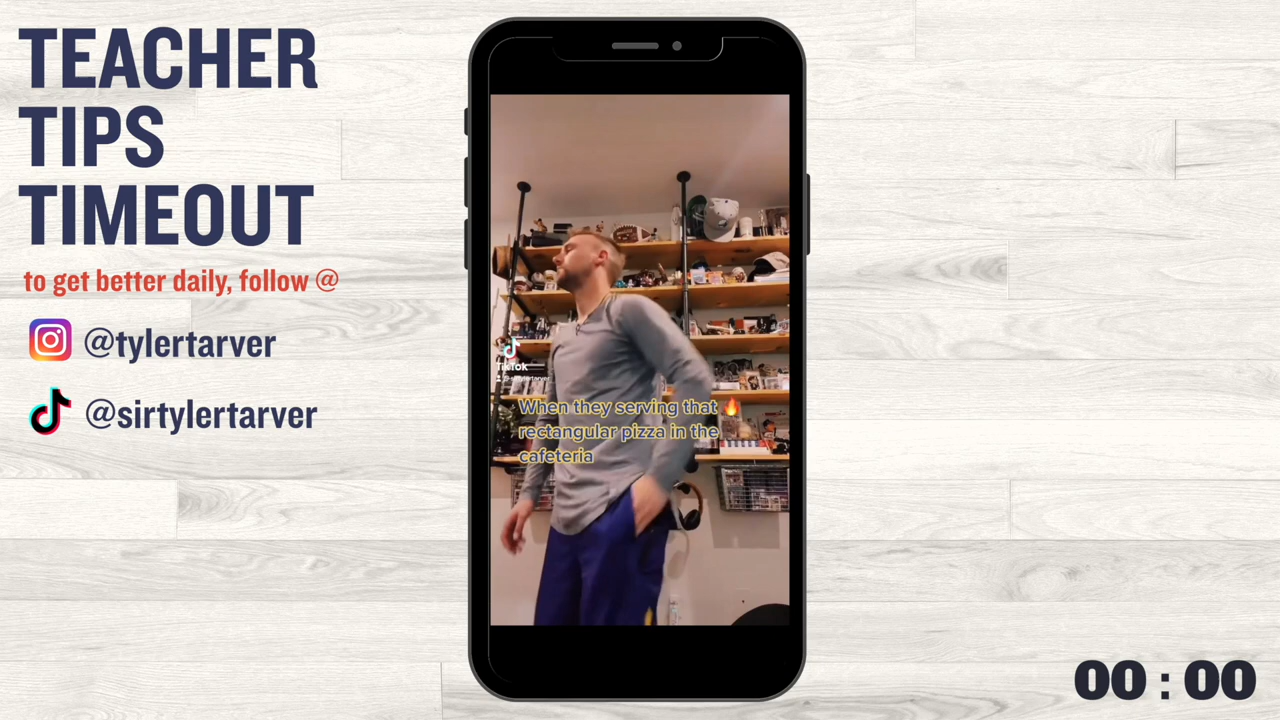 TEACHER
TIPS
TIMEOUT
to get better daily, follow @
@tylertarver
@sirtylertarver
TikTok
@sirtylertarver
When they serving that 🔥
rectangular pizza in the
cafeteria
00 : 00